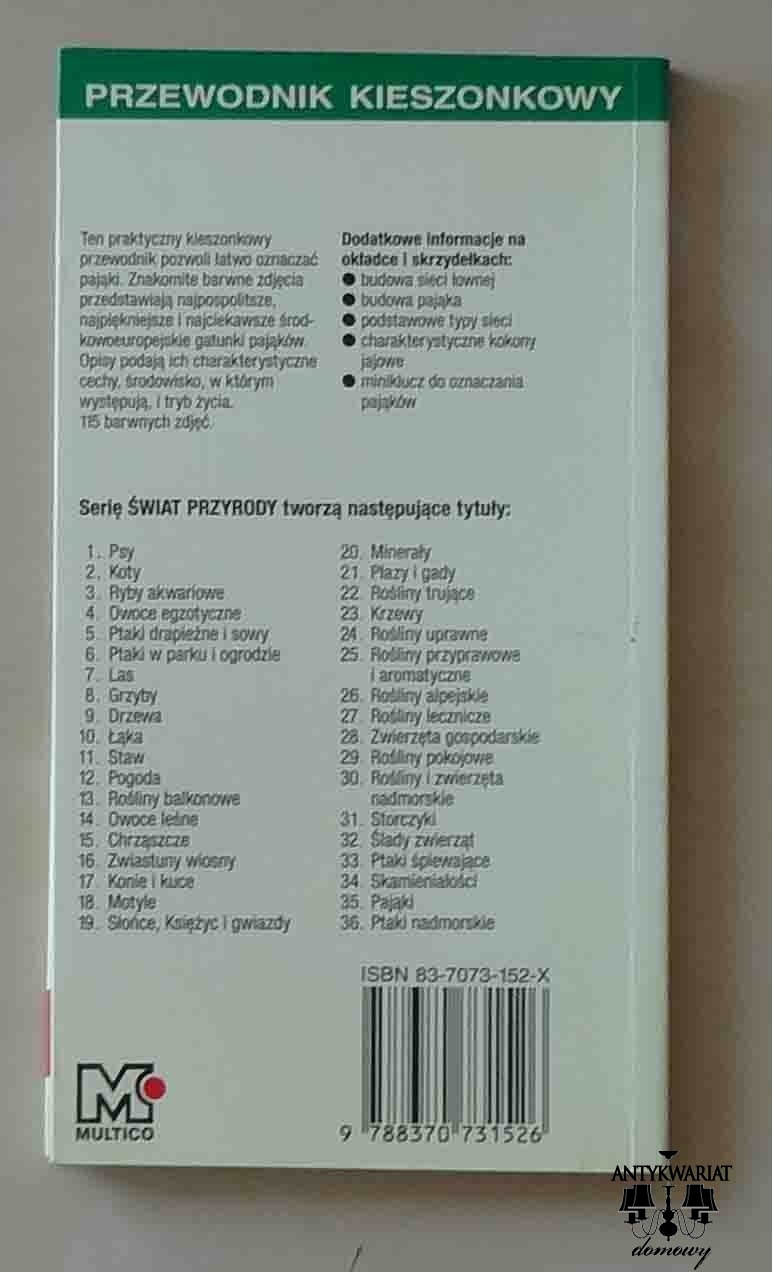 PRZEWODNIK KIESZONKOWY
Ten praktyczny kieszonkowy
przewodnik pozwoli łatwo oznaczać
pająki. Znakomite barwne zdjęcia
przedstawiają najpospolitsze,
najpiękniejsze i najciekawsze środ-
kowoeuropejskie gatunki pająków.
Opisy podają ich charakterystyczne
cechy, środowisko, w którym
występują, i tryb życia.
115 barwnych zdjęć.
Dodatkowe informacje na
okładce i skrzydełkach:
● budowa sieci łownej
● budowa pająka
● podstawowe typy sieci
● charakterystyczne kokony
jajowe
● miniklucz do oznaczania
pająków
Serię ŚWIAT PRZYRODY tworzą następujące tytuły:
1. Psy
2. Koty
3. Ryby akwariowe
4. Owoce egzotyczne
5. Ptaki drapieżne i sowy
6. Ptaki w parku i ogrodzie
7. Las
8. Grzyby
9. Drzewa
10. Łąka
11. Staw
12. Pogoda
13. Rośliny balkonowe
14. Owoce leśne
15. Chrząszcze
16. Zwiastuny wiosny
17. Konie i kuce
18. Motyle
19. Słońce, Księżyc i gwiazdy
20. Minerały
21. Płazy i gady
22. Rośliny trujące
23. Krzewy
24. Rośliny uprawne
25. Rośliny przyprawowe
i aromatyczne
26. Rośliny alpejskie
27. Rośliny lecznicze
28. Zwierzęta gospodarskie
29. Rośliny pokojowe
30. Rośliny i zwierzęta
nadmorskie
31. Storczyki
32. Ślady zwierząt
33. Ptaki śpiewające
34. Skamieniałości
35. Pająki
36. Ptaki nadmorskie
ISBN 83-7073-152-X
9 788370 731526
MULTICO
ANTYKWARIAT
domowy